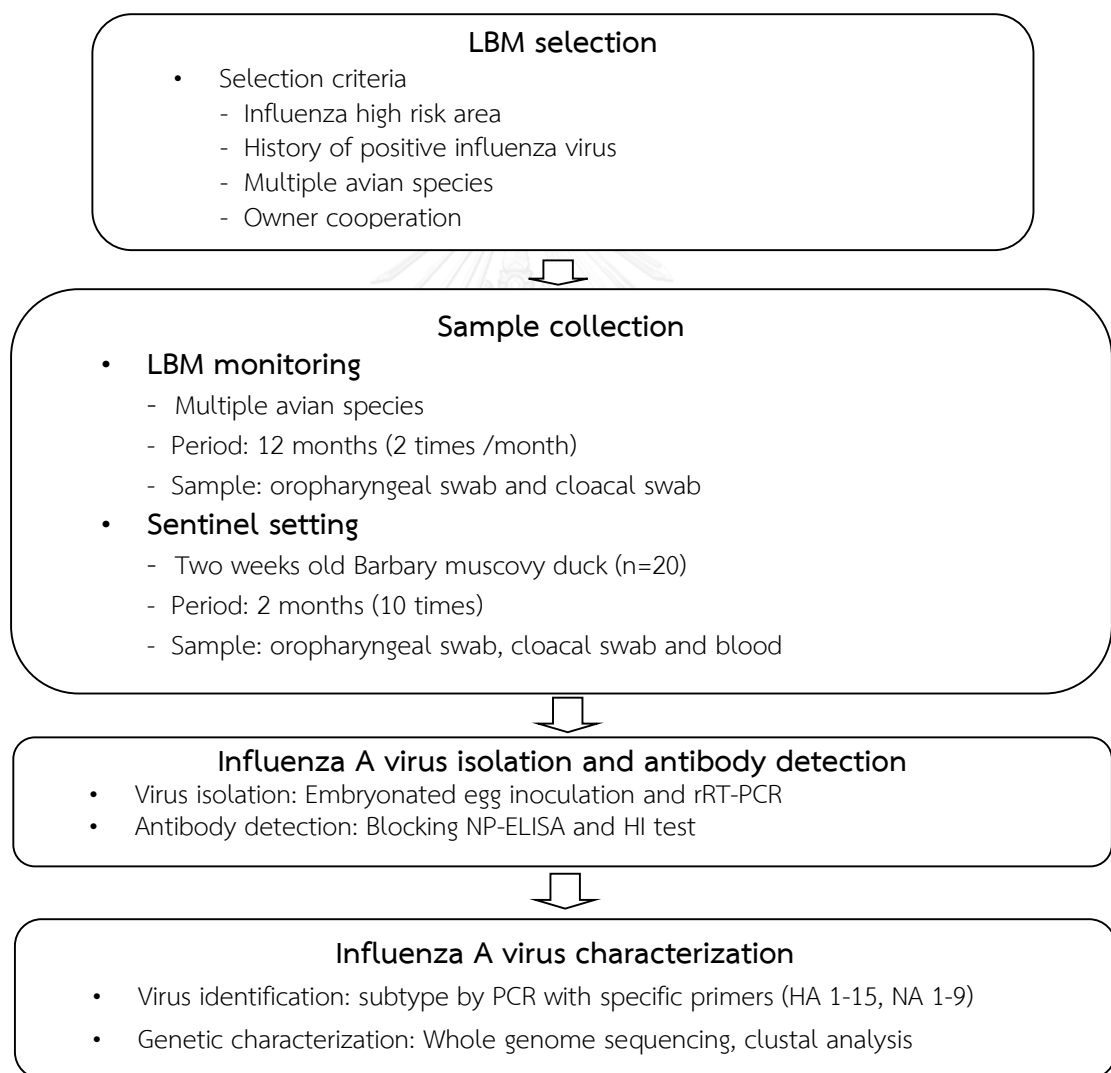 LBM selection
• Selection criteria
- Influenza high risk area
- History of positive influenza virus
- Multiple avian species
- Owner cooperation
Sample collection
• LBM monitoring
- Multiple avian species
- Period: 12 months (2 times /month)
- Sample: oropharyngeal swab and cloacal swab
• Sentinel setting
- Two weeks old Barbary muscovy duck (n=20)
- Period: 2 months (10 times)
- Sample: oropharyngeal swab, cloacal swab and blood
Influenza A virus isolation and antibody detection
• Virus isolation: Embryonated egg inoculation and rRT-PCR
• Antibody detection: Blocking NP-ELISA and HI test
Influenza A virus characterization
• Virus identification: subtype by PCR with specific primers (HA 1-15, NA 1-9)
• Genetic characterization: Whole genome sequencing, clustal analysis